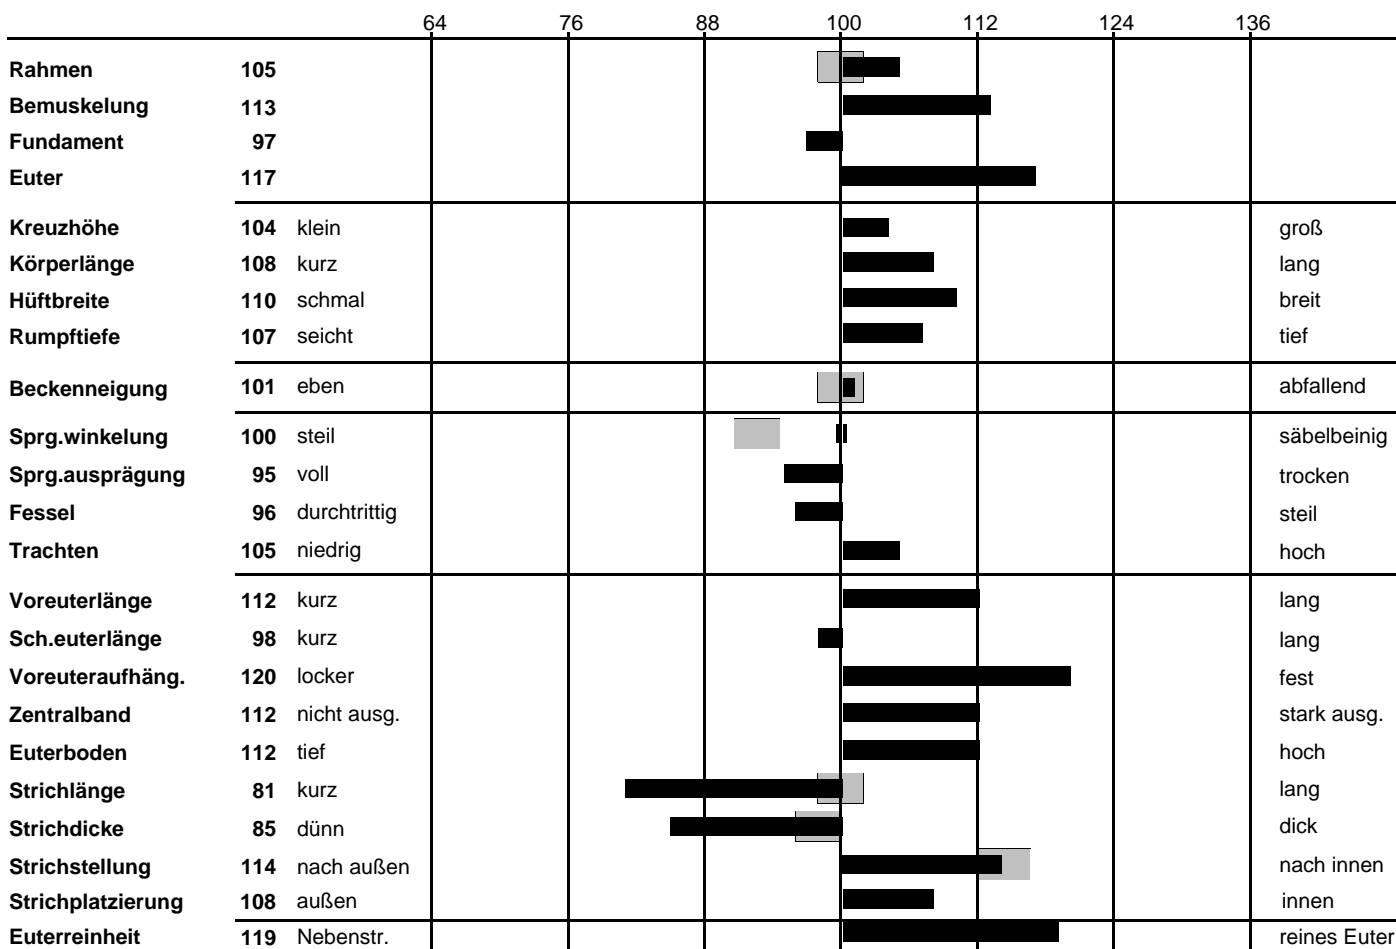 64 76 88 100 112 124 136
Rahmen 105
Bemuskelung 113
Fundament 97
Euter 117
Kreuzhöhe 104 klein groß
Körperlänge 108 kurz lang
Hüftbreite 110 schmal breit
Rumpftiefe 107 seicht tief
Beckenneigung 101 eben abfallend
Sprg.winkelung 100 steil säbelbeinig
Sprg.ausprägung 95 voll trocken
Fessel 96 durchtrittig steil
Trachten 105 niedrig hoch
Voreuterlänge 112 kurz lang
Sch.euterlänge 98 kurz lang
Voreuteraufhäng. 120 locker fest
Zentralband 112 nicht ausg. stark ausg.
Euterboden 112 tief hoch
Strichlänge 81 kurz lang
Strichdicke 85 dünn dick
Strichstellung 114 nach außen nach innen
Strichplatzierung 108 außen innen
Euterreinheit 119 Nebenstr. reines Euter